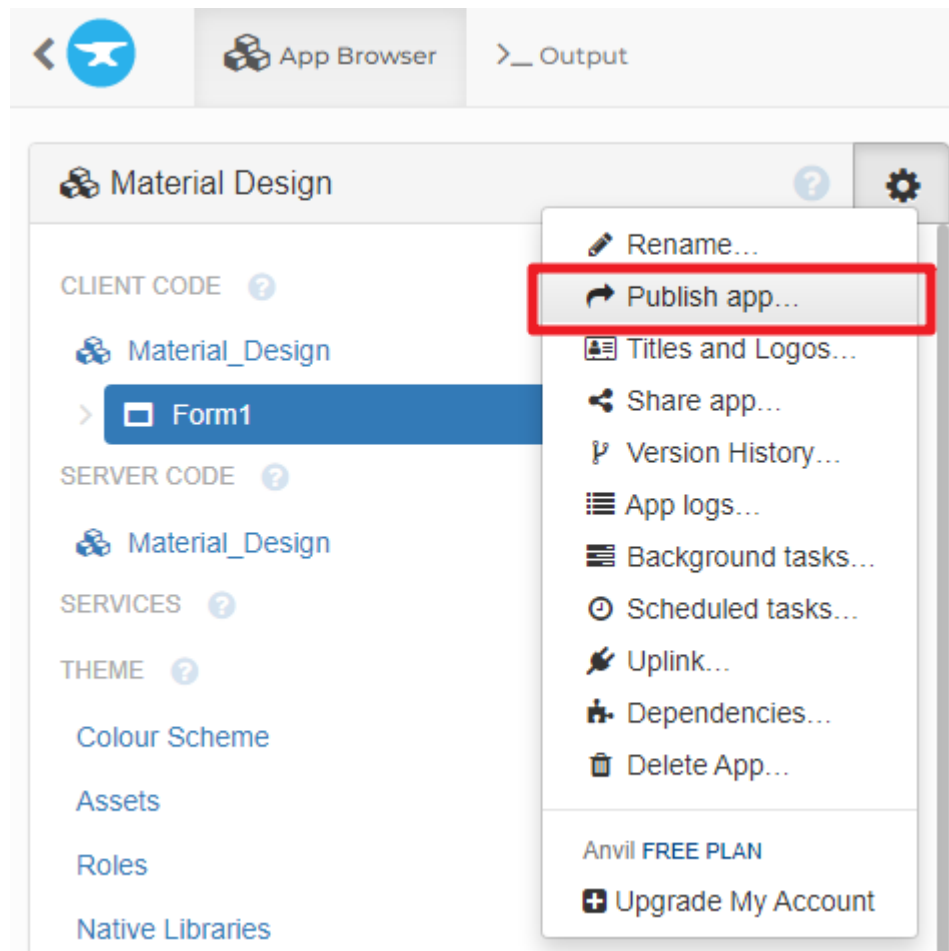 App Browser
>_ Output
Material Design
?
Rename...
CLIENT CODE ?
Publish app...
Material_Design
Titles and Logos...
Share app...
Form1
Version History...
SERVER CODE ?
App logs...
Material_Design
Background tasks...
SERVICES ?
Scheduled tasks...
THEME ?
Uplink...
Dependencies...
Colour Scheme
Delete App...
Assets
Anvil FREE PLAN
Roles
Upgrade My Account
Native Libraries